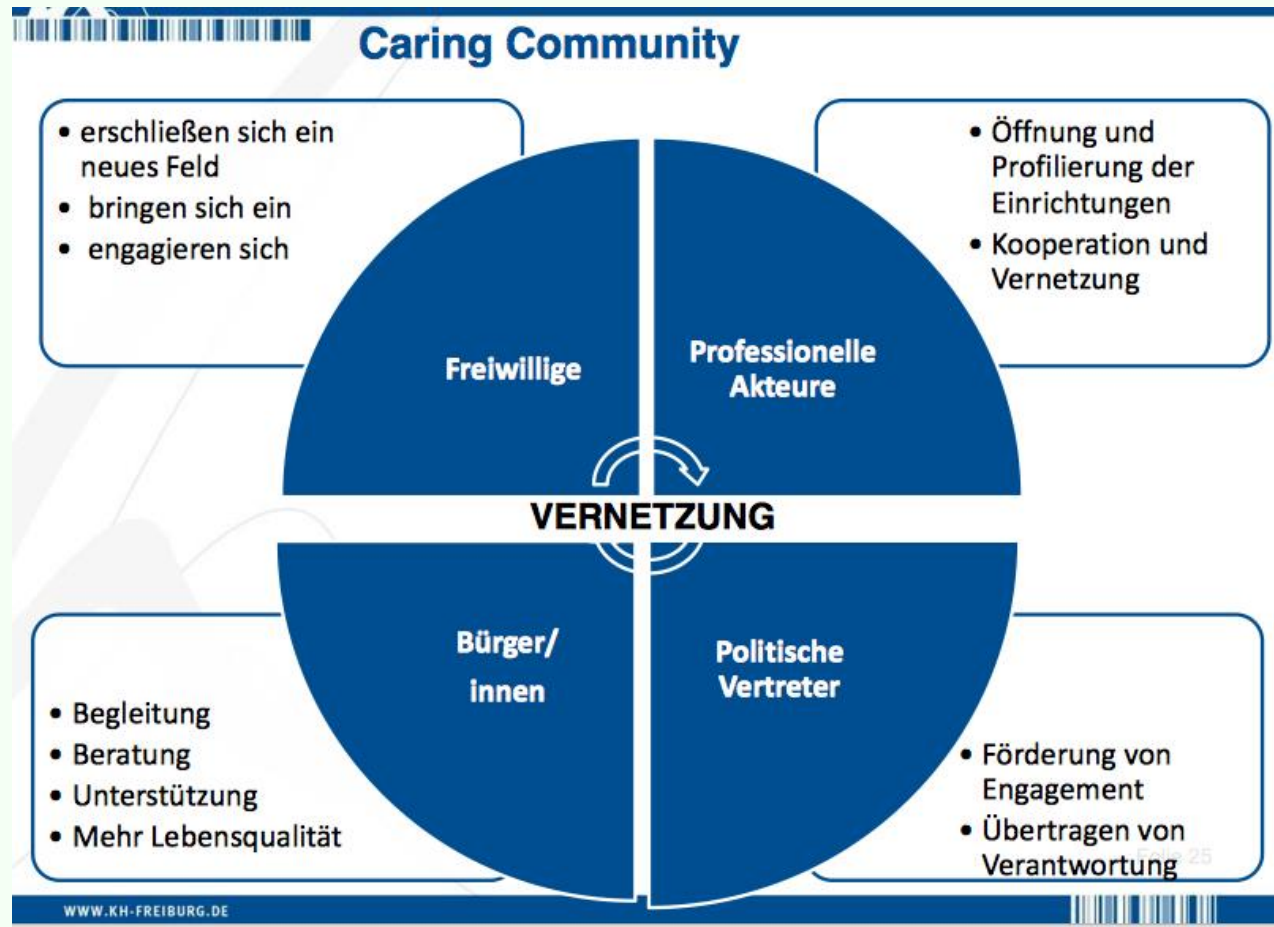 Caring Community
• erschließen sich ein
neues Feld
• bringen sich ein
• engagieren sich
• Öffnung und
Profilierung der
Einrichtungen
• Kooperation und
Vernetzung
Freiwillige
Professionelle
Akteure
VERNETZUNG
Bürger/
innen
Politische
Vertreter
• Begleitung
• Beratung
• Unterstützung
• Mehr Lebensqualität
• Förderung von
Engagement
• Übertragen von
Verantwortung
Folie 25
WWW.KH-FREIBURG.DE